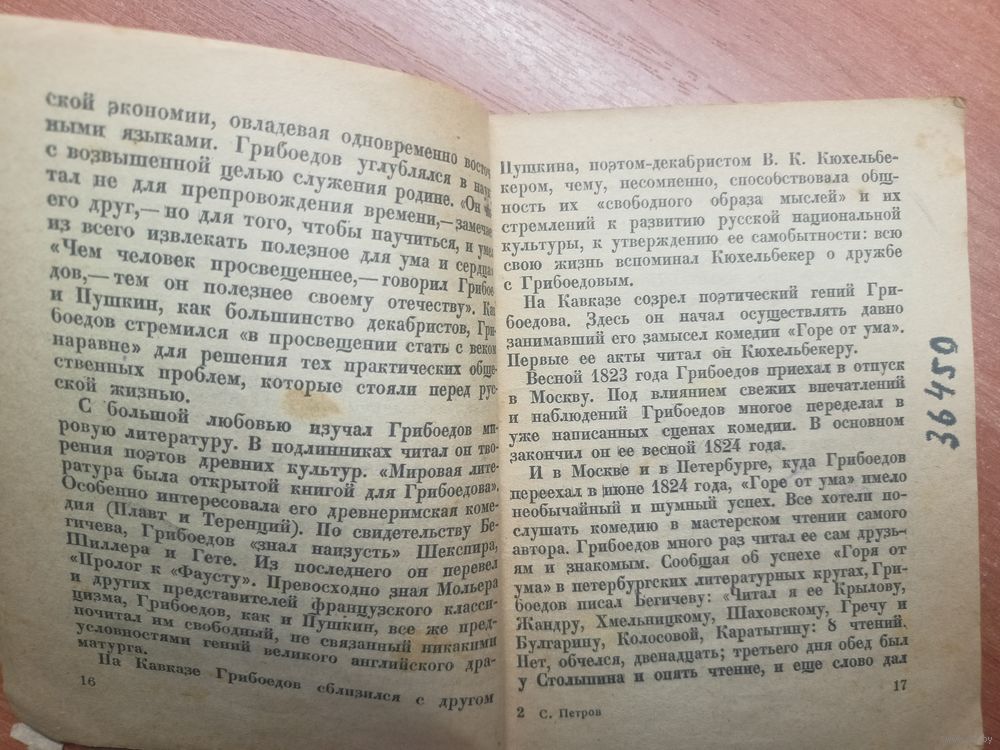 ской экономии, овладевая одновременно восточ-
ными языками. Грибоедов углублялся в науки
с возвышенной целью служения родине. «Он чи-
тал не для препровождения времени,— замечает
его друг,— но для того, чтобы научиться, и умел
из всего извлекать полезное для ума и сердца».
«Чем человек просвещеннее,— говорил Грибое-
дов,— тем он полезнее своему отечеству». Как
и Пушкин, как большинство декабристов, Гри-
боедов стремился «в просвещении стать с веком
наравне» для решения тех практических обще-
ственных проблем, которые стояли перед рус-
ской жизнью.
С большой любовью изучал Грибоедов ми-
ровую литературу. В подлинниках читал он тво-
рения поэтов древних культур. «Мировая лите-
ратура была открытой книгой для Грибоедова».
Особенно интересовала его древнеримская коме-
дия (Плавт и Теренций). По свидетельству Бе-
гичева, Грибоедов «знал наизусть» Шекспира,
Шиллера и Гете. Из последнего он перевел
«Пролог к «Фаусту». Превосходно зная Мольера
и других представителей французского класси-
цизма, Грибоедов, как и Пушкин, все же пред-
почитал им свободный, не связанный никакими
условностями гений великого английского дра-
матурга.
На Кавказе Грибоедов сблизился с другом
16
Пушкина, поэтом-декабристом В. К. Кюхельбе-
кером, чему, несомненно, способствовала общ-
ность их «свободного образа мыслей» и их
стремлений к развитию русской национальной
культуры, к утверждению ее самобытности: всю
свою жизнь вспоминал Кюхельбекер о дружбе
с Грибоедовым.
На Кавказе созрел поэтический гений Гри-
боедова. Здесь он начал осуществлять давно
занимавший его замысел комедии «Горе от ума».
Первые ее акты читал он Кюхельбекеру.
Весной 1823 года Грибоедов приехал в отпуск
в Москву. Под влиянием свежих впечатлений
и наблюдений Грибоедов многое переделал в
уже написанных сценах комедии. В основном
закончил он ее весной 1824 года.
И в Москве и в Петербурге, куда Грибоедов
переехал в июне 1824 года, «Горе от ума» имело
необычайный и шумный успех. Все хотели по-
слушать комедию в мастерском чтении самого
автора. Грибоедов много раз читал ее сам друзь-
ям и знакомым. Сообщая об успехе «Горя от
ума» в петербургских литературных кругах, Гри-
боедов писал Бегичеву: «Читал я ее Крылову,
Жандру, Хмельницкому, Шаховскому, Гречу и
Булгарину, Колосовой, Каратыгину: 8 чтений.
Нет, обчелся, двенадцать; третьего дня обед был
у Столыпина и опять чтение, и еще слово дал
17
2 С. Петров
36450